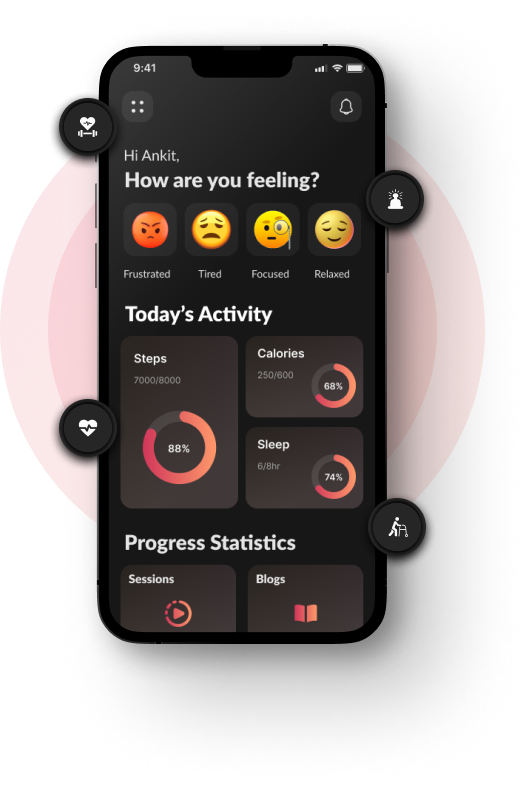 9:41
Hi Ankit,
How are you feeling?
Frustrated Tired Focused Relaxed
Today's Activity
Steps
7000/8000
88%
Calories
250/600
68%
Sleep
6/8hr
74%
Progress Statistics
Sessions Blogs